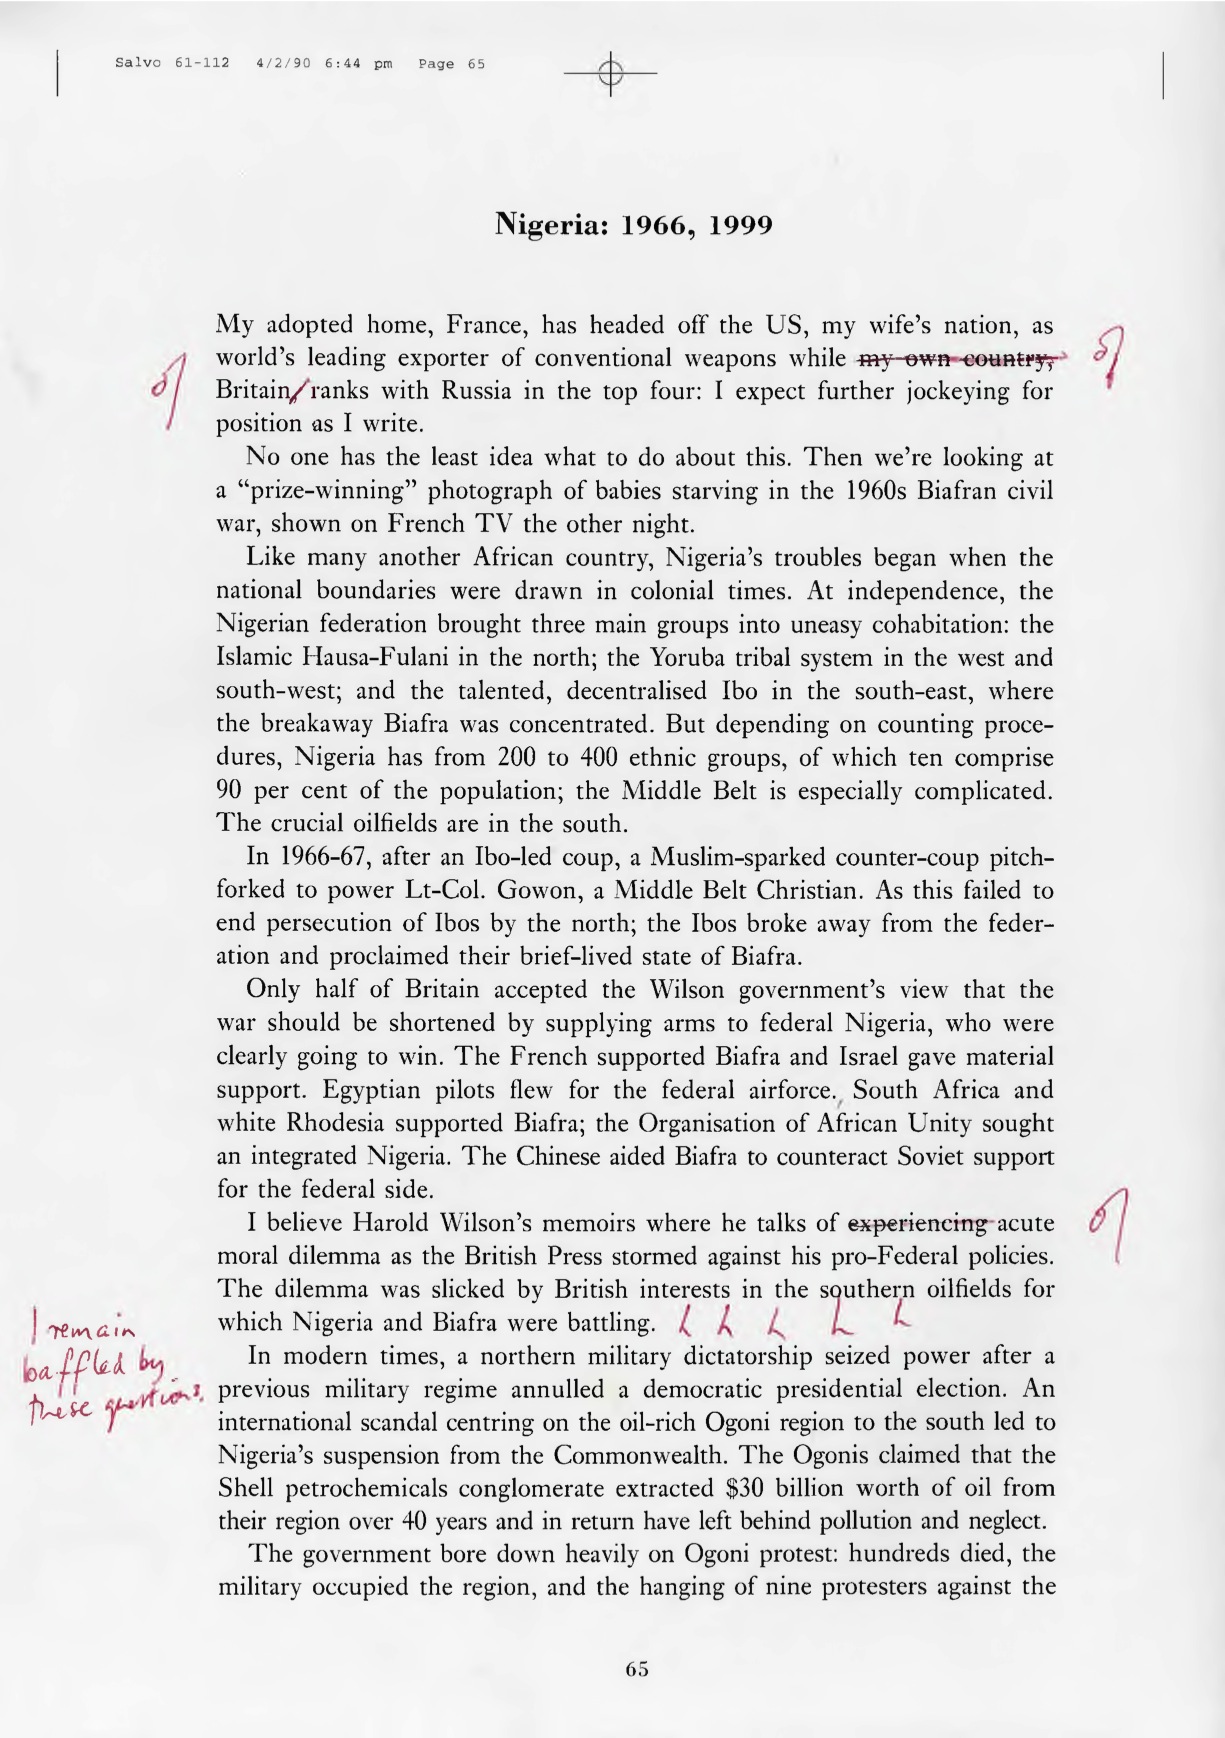 Salvo 61-112 4/2/90 6:44 pm Page 65
Nigeria: 1966, 1999
My adopted home, France, has headed off the US, my wife's nation, as
world's leading exporter of conventional weapons while my own country,
Britain, ranks with Russia in the top four: I expect further jockeying for
position as I write.
No one has the least idea what to do about this. Then we're looking at
a “prize-winning” photograph of babies starving in the 1960s Biafran civil
war, shown on French TV the other night.
Like many another African country, Nigeria's troubles began when the
national boundaries were drawn in colonial times. At independence, the
Nigerian federation brought three main groups into uneasy cohabitation: the
Islamic Hausa-Fulani in the north; the Yoruba tribal system in the west and
south-west; and the talented, decentralised Ibo in the south-east, where
the breakaway Biafra was concentrated. But depending on counting proce-
dures, Nigeria has from 200 to 400 ethnic groups, of which ten comprise
90 per cent of the population; the Middle Belt is especially complicated.
The crucial oilfields are in the south.
In 1966-67, after an Ibo-led coup, a Muslim-sparked counter-coup pitch-
forked to power Lt-Col. Gowon, a Middle Belt Christian. As this failed to
end persecution of Ibos by the north; the Ibos broke away from the feder-
ation and proclaimed their brief-lived state of Biafra.
Only half of Britain accepted the Wilson government's view that the
war should be shortened by supplying arms to federal Nigeria, who were
clearly going to win. The French supported Biafra and Israel gave material
support. Egyptian pilots flew for the federal airforce. South Africa and
white Rhodesia supported Biafra; the Organisation of African Unity sought
an integrated Nigeria. The Chinese aided Biafra to counteract Soviet support
for the federal side.
I believe Harold Wilson's memoirs where he talks of experiencing acute
moral dilemma as the British Press stormed against his pro-Federal policies.
The dilemma was slicked by British interests in the southern oilfields for
which Nigeria and Biafra were battling.
I remain
baffled by
these questions.
In modern times, a northern military dictatorship seized power after a
previous military regime annulled a democratic presidential election. An
international scandal centring on the oil-rich Ogoni region to the south led to
Nigeria's suspension from the Commonwealth. The Ogonis claimed that the
Shell petrochemicals conglomerate extracted $30 billion worth of oil from
their region over 40 years and in return have left behind pollution and neglect.
The government bore down heavily on Ogoni protest: hundreds died, the
military occupied the region, and the hanging of nine protesters against the
65